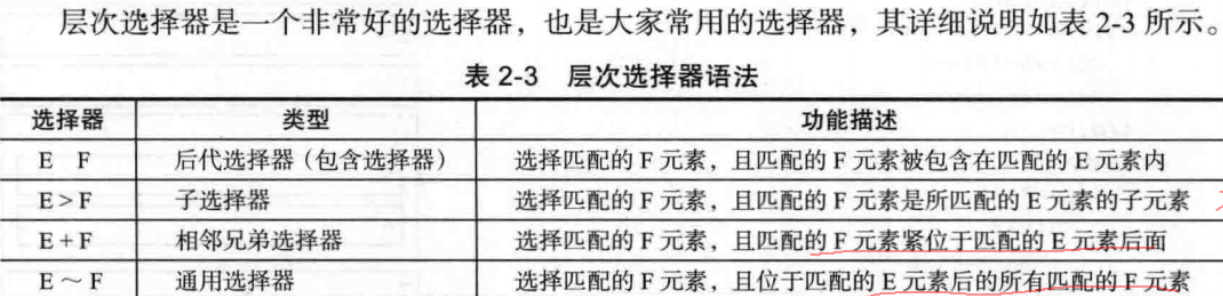 层次选择器是一个非常好的选择器，也是大家常用的选择器，其详细说明如表 2-3 所示。
表 2-3 层次选择器语法
选择器 类型 功能描述
E F 后代选择器（包含选择器） 选择匹配的 F 元素，且匹配的 F 元素被包含在匹配的 E 元素内
E > F 子选择器 选择匹配的 F 元素，且匹配的 F 元素是所匹配的 E 元素的子元素
E + F 相邻兄弟选择器 选择匹配的 F 元素，且匹配的 F 元素紧位于匹配的 E 元素后面
E ～ F 通用选择器 选择匹配的 F 元素，且位于匹配的 E 元素后的所有匹配的 F 元素